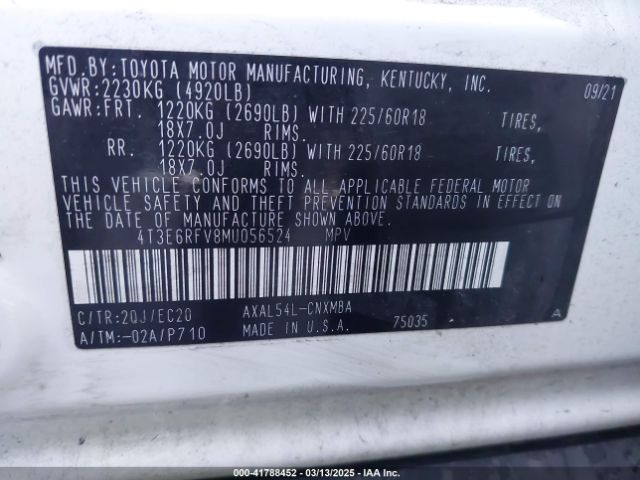 MFD.BY:TOYOTA MOTOR MANUFACTURING, KENTUCKY, INC. 09/21
GVWR:2230KG (4920LB)
GAWR:FRT. 1220KG (2690LB) WITH 225/60R18 TIRES,
18X7.0J RIMS.
RR. 1220KG (2690LB) WITH 225/60R18 TIRES,
18X7.0J RIMS.
THIS VEHICLE CONFORMS TO ALL APPLICABLE FEDERAL MOTOR
VEHICLE SAFETY AND THEFT PREVENTION STANDARDS IN EFFECT ON
THE DATE OF MANUFACTURE SHOWN ABOVE.
4T3E6RFV8MU056524 MPV
C/TR:2QJ/EC20 AXAL54L-CNXMBA
A/TM:-02A/P710 MADE IN U.S.A. 75035 A
000-41788452 - 03/13/2025 - IAA Inc.